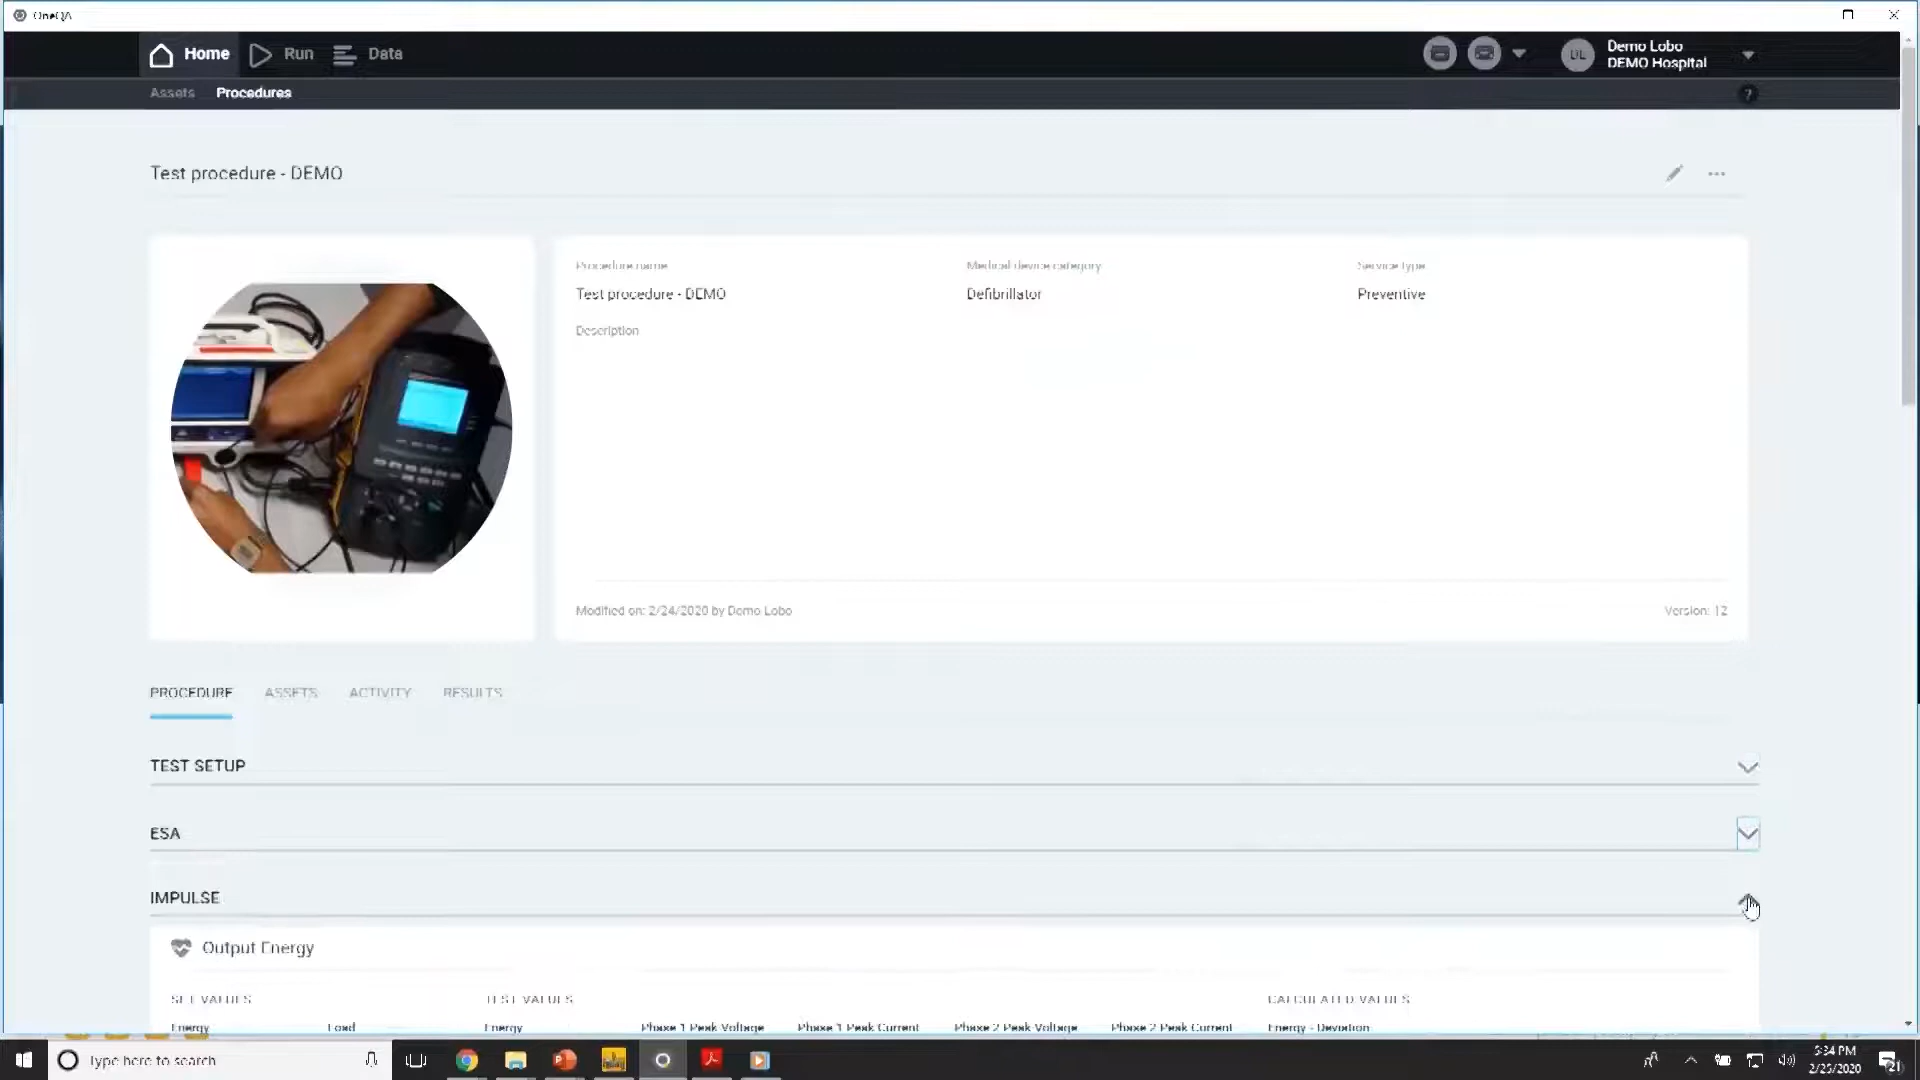 OneQA
Home Run Data
Demo Lobo
DEMO Hospital
DL
Assets Procedures
?
Test procedure - DEMO
Procedure name Medical device category Service type
Test procedure - DEMO Defibrillator Preventive
Description
Modified on: 2/24/2020 by Demo Lobo Version: 12
PROCEDURE ASSETS ACTIVITY RESULTS
TEST SETUP
ESA
IMPULSE
Output Energy
SET VALUES TEST VALUES CALCULATED VALUES
Energy Load Energy Phase 1 Peak Voltage Phase 1 Peak Current Phase 2 Peak Voltage Phase 2 Peak Current Energy - Deviation
Type here to search
5:34 PM
2/25/2020
21